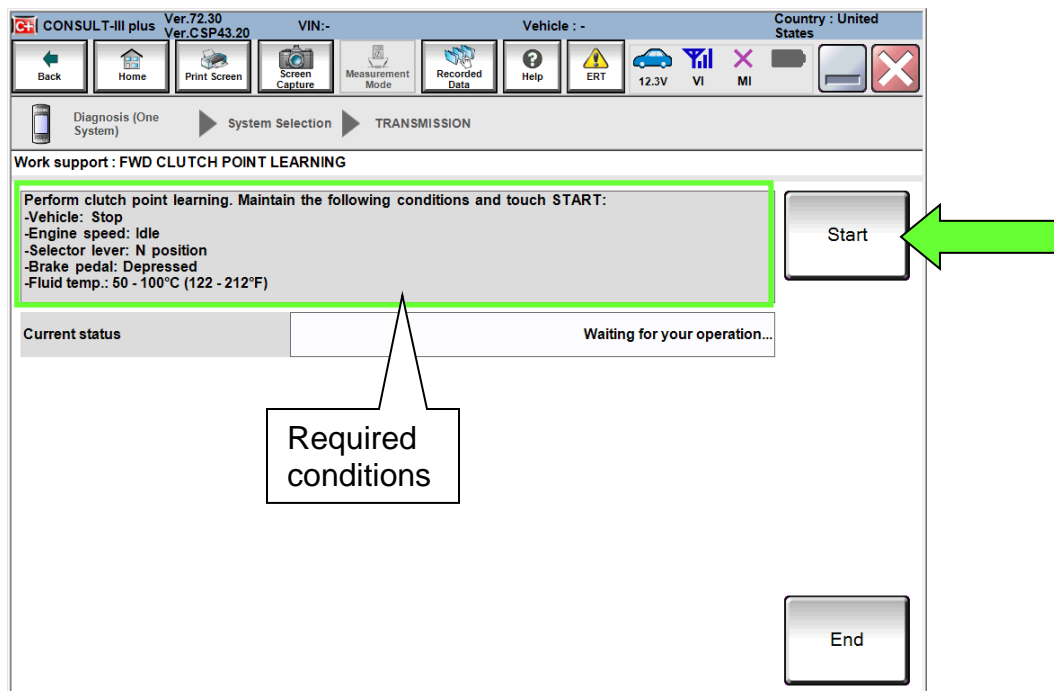 CONSULT-III plus
Ver.72.30
Ver.CSP43.20
VIN:-
Vehicle : -
Country : United
States
Back
Home
Print Screen
Screen
Capture
Measurement
Mode
Recorded
Data
Help
ERT
12.3V
VI
MI
Diagnosis (One
System)
System Selection
TRANSMISSION
Work support : FWD CLUTCH POINT LEARNING
Perform clutch point learning. Maintain the following conditions and touch START:
-Vehicle: Stop
-Engine speed: Idle
-Selector lever: N position
-Brake pedal: Depressed
-Fluid temp.: 50 - 100°C (122 - 212°F)
Start
Current status
Waiting for your operation...
Required
conditions
End